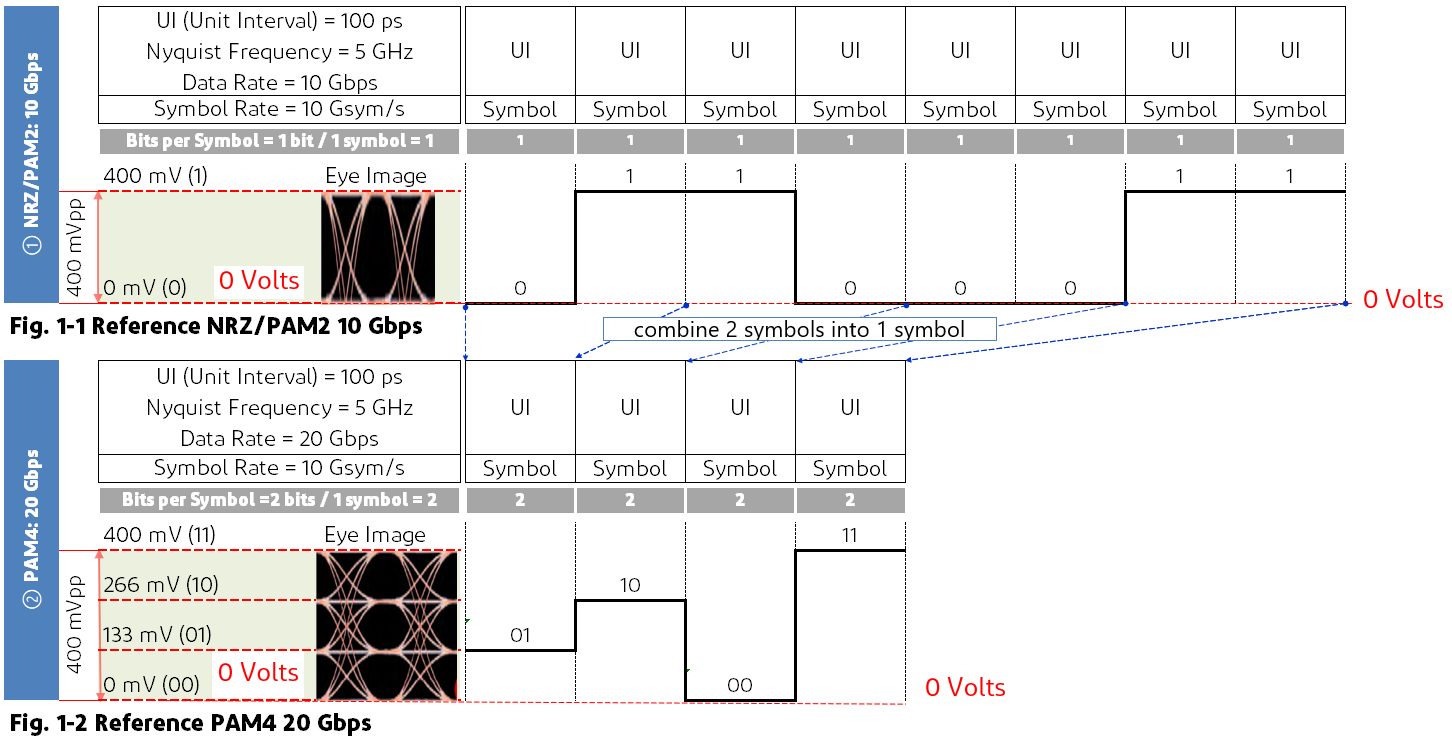 ① NRZ/PAM2: 10 Gbps
UI (Unit Interval) = 100 ps
Nyquist Frequency = 5 GHz
Data Rate = 10 Gbps
UI UI UI UI UI UI UI UI
Symbol Rate = 10 Gsym/s
Symbol Symbol Symbol Symbol Symbol Symbol Symbol Symbol
Bits per Symbol = 1 bit / 1 symbol = 1
1 1 1 1 1 1 1 1
400 mV (1)
Eye Image
1 1 1 1
400 mVpp
0 mV (0)
0 Volts
0 0 0 0
0 Volts
Fig. 1-1 Reference NRZ/PAM2 10 Gbps
combine 2 symbols into 1 symbol
② PAM4: 20 Gbps
UI (Unit Interval) = 100 ps
Nyquist Frequency = 5 GHz
Data Rate = 20 Gbps
UI UI UI UI
Symbol Rate = 10 Gsym/s
Symbol Symbol Symbol Symbol
Bits per Symbol =2 bits / 1 symbol = 2
2 2 2 2
400 mV (11)
Eye Image
11
266 mV (10)
10
400 mVpp
133 mV (01)
01
0 mV (00)
0 Volts
00
0 Volts
Fig. 1-2 Reference PAM4 20 Gbps